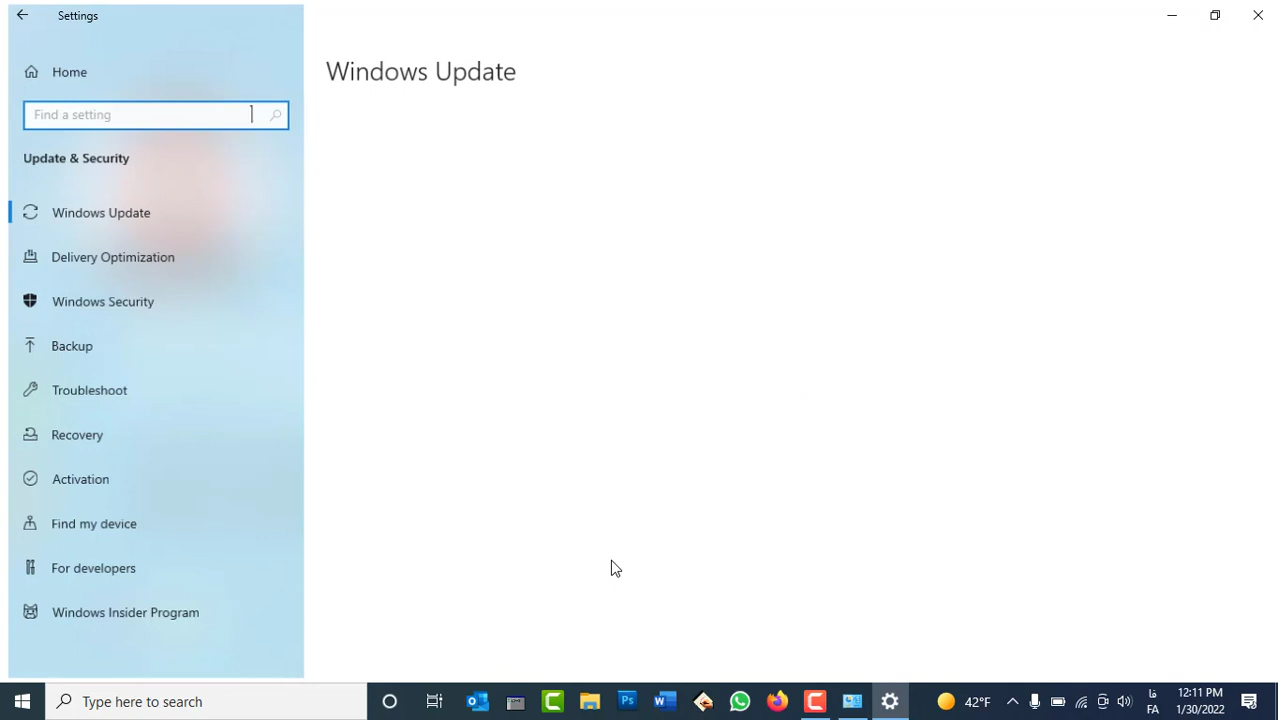 Settings
Home
Find a setting
Update & Security
Windows Update
Delivery Optimization
Windows Security
Backup
Troubleshoot
Recovery
Activation
Find my device
For developers
Windows Insider Program
Windows Update
Type here to search
Ps
W
42°F
فا
FA
12:11 PM
1/30/2022